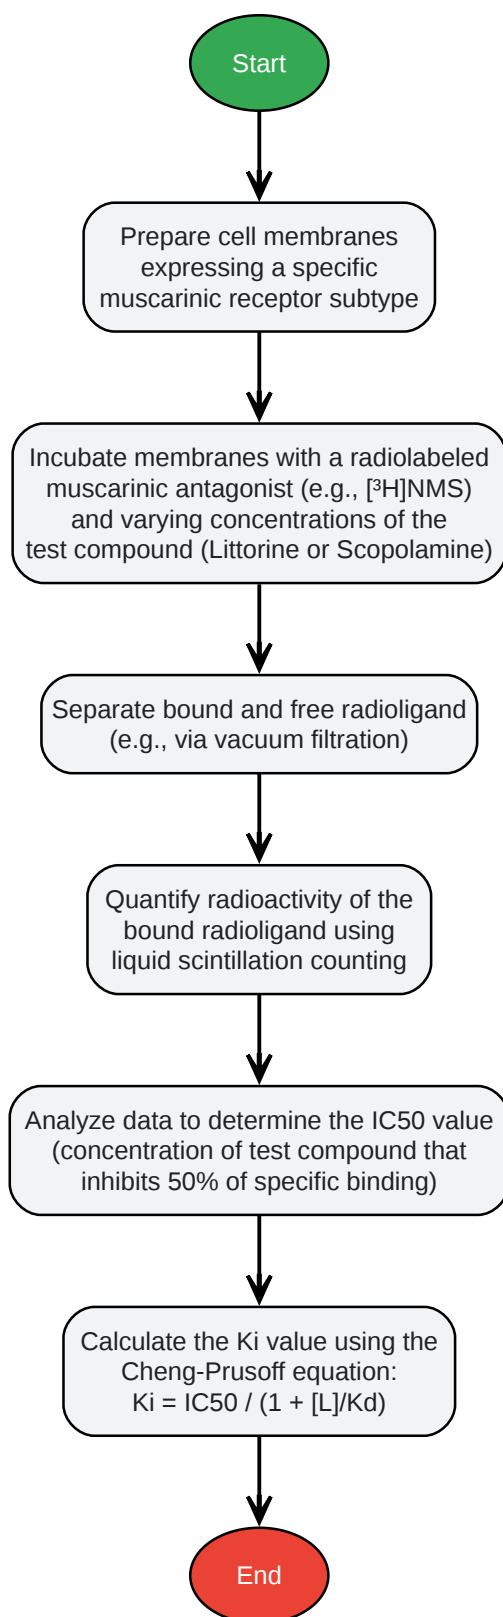 Start
Prepare cell membranes
expressing a specific
muscarinic receptor subtype
Incubate membranes with a radiolabeled
muscarinic antagonist (e.g., [³H]NMS)
and varying concentrations of the
test compound (Littorine or Scopolamine)
Separate bound and free radioligand
(e.g., via vacuum filtration)
Quantify radioactivity of the
bound radioligand using
liquid scintillation counting
Analyze data to determine the IC50 value
(concentration of test compound that
inhibits 50% of specific binding)
Calculate the Ki value using the
Cheng-Prusoff equation:
Ki = IC50 / (1 + [L]/Kd)
End